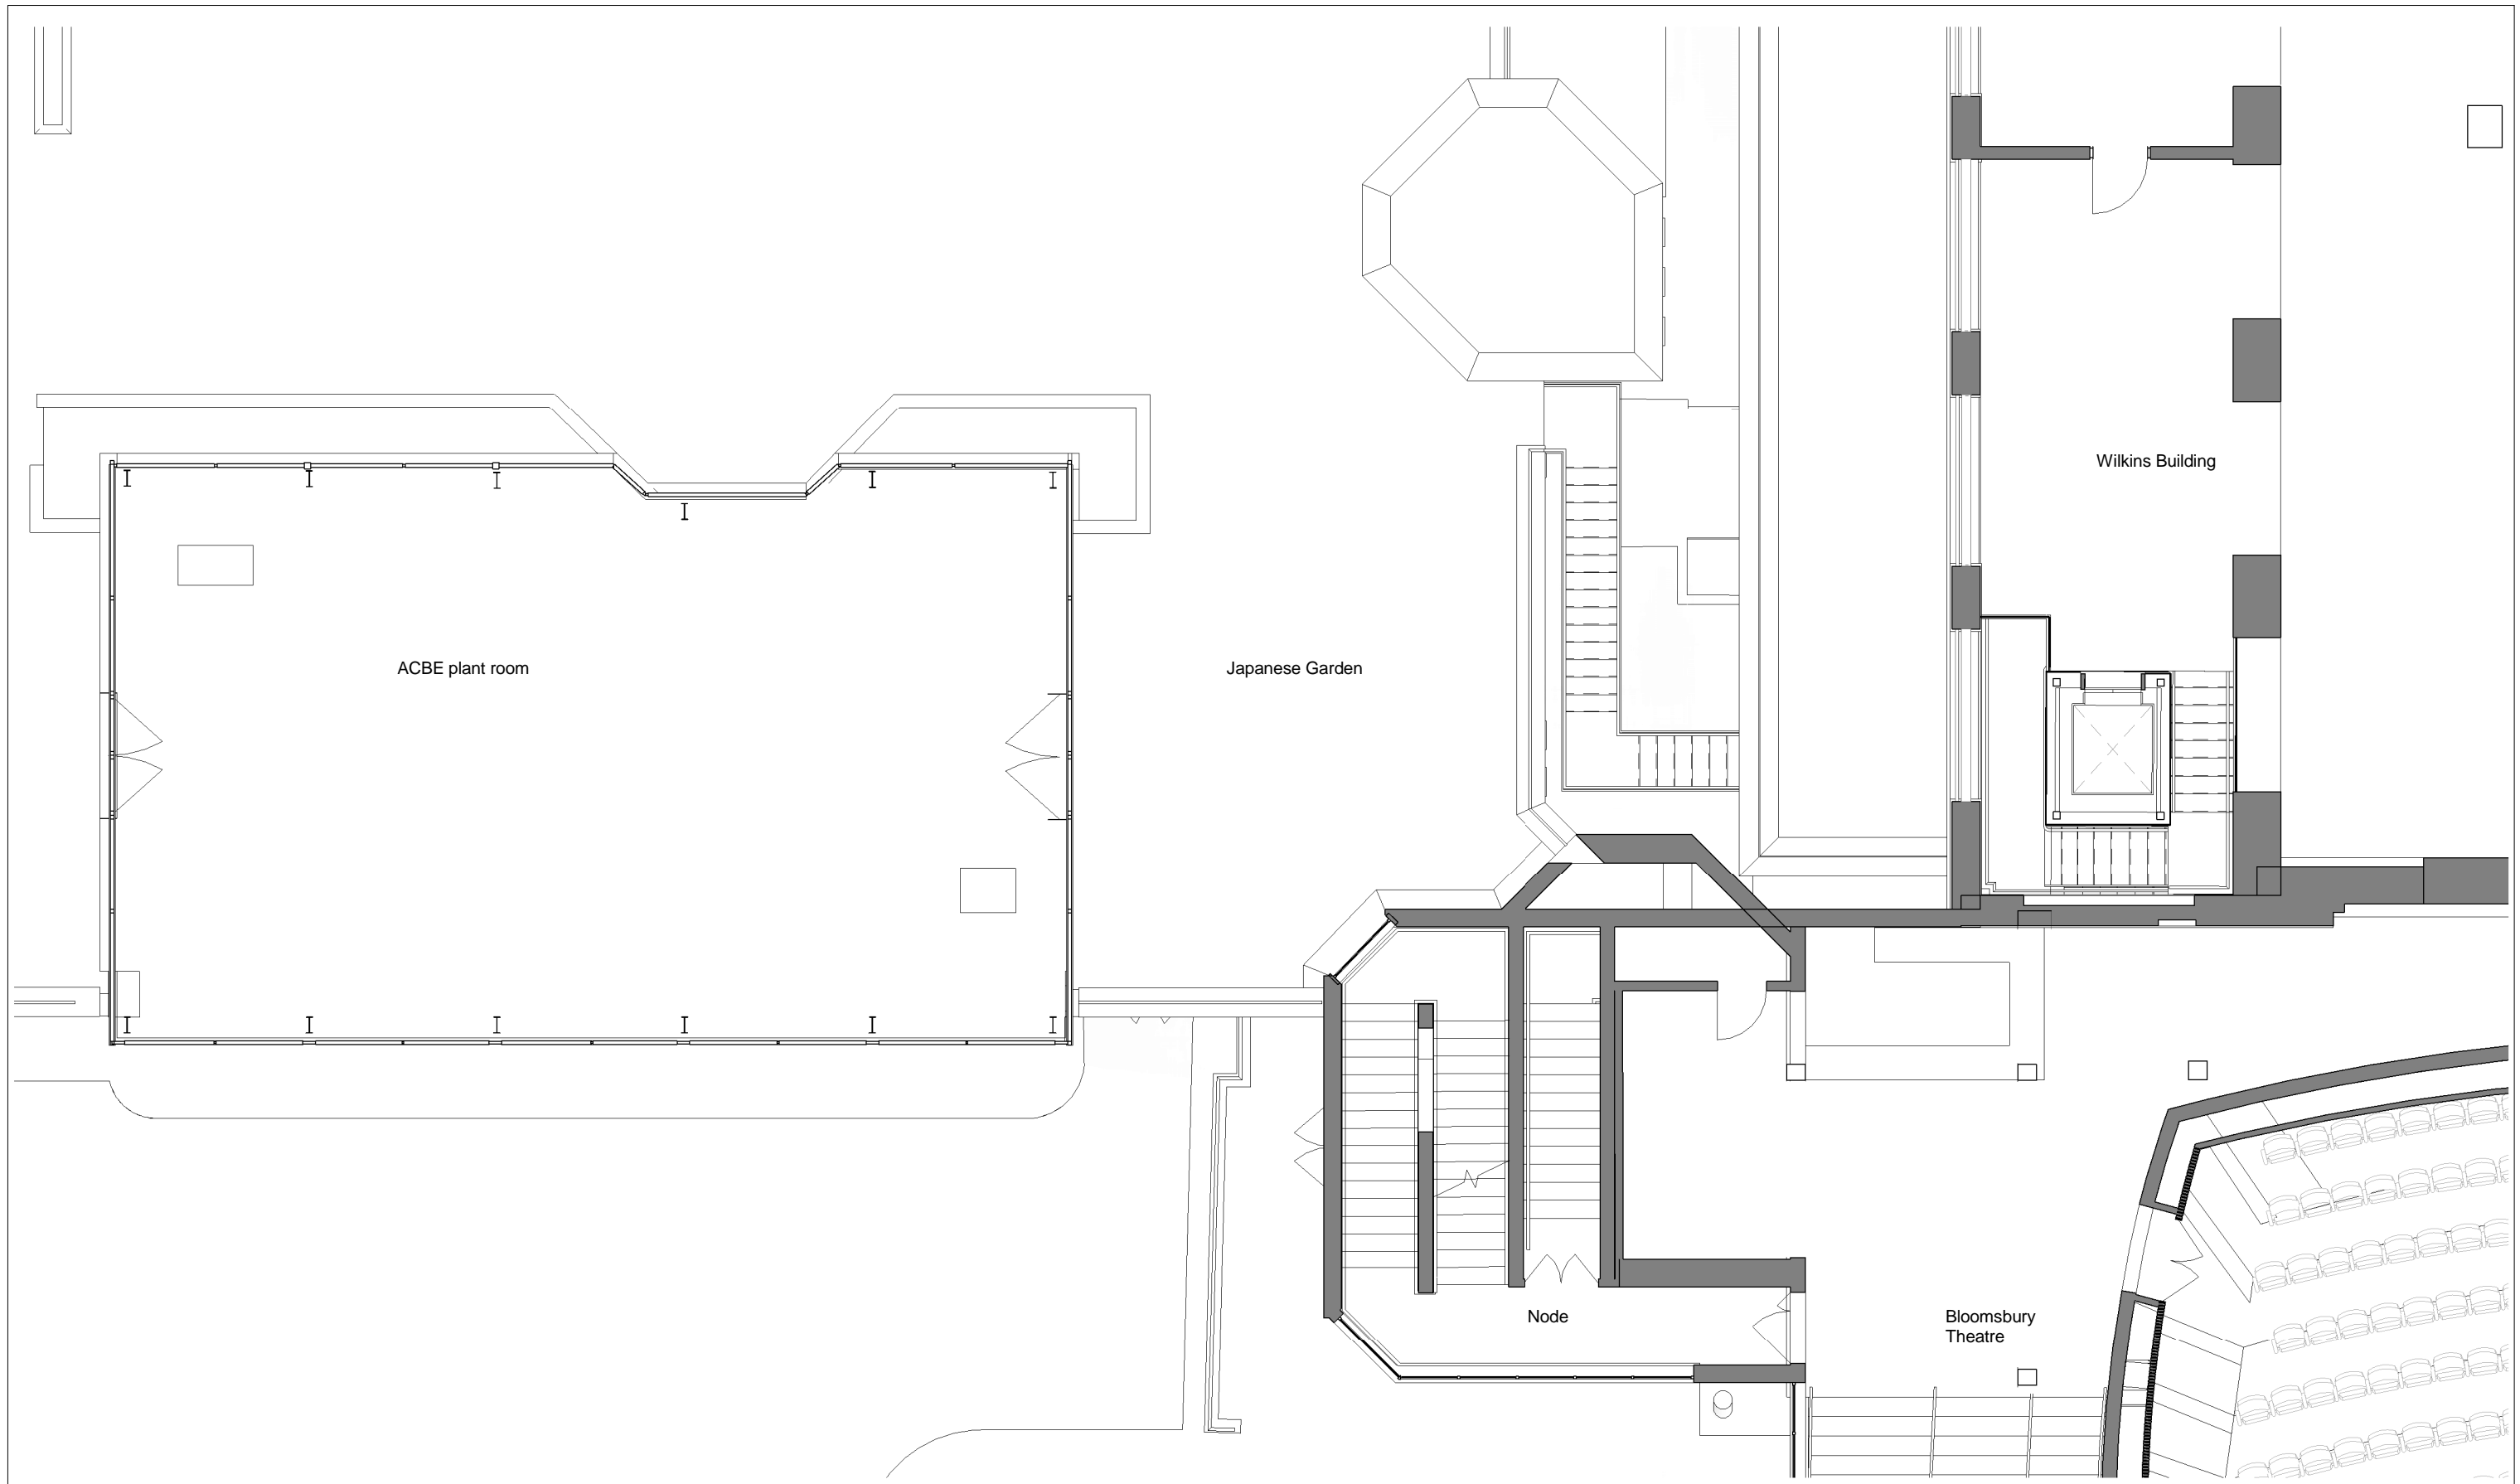 Wilkins Building
ACBE plant room
Japanese Garden
Node
Bloomsbury
Theatre